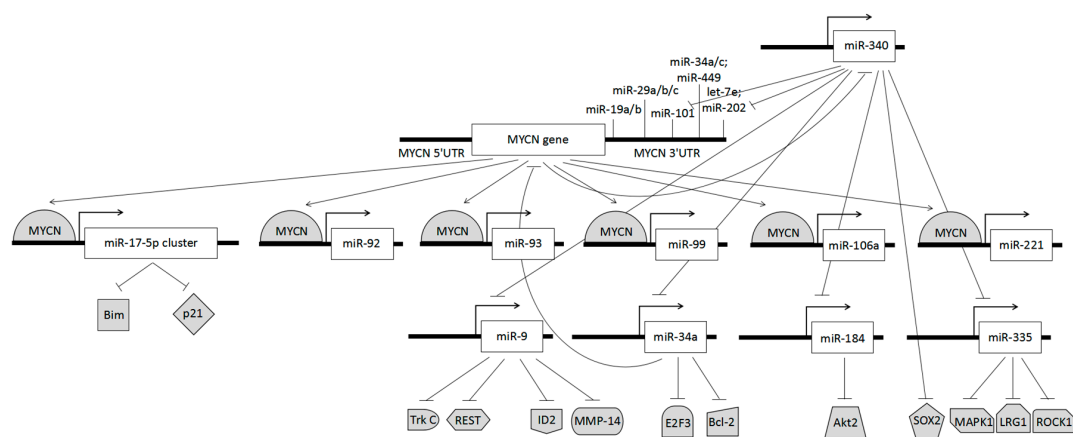 miR-340
miR-34a/c;
miR-449
miR-29a/b/c
let-7e;
miR-19a/b
miR-101
miR-202
MYCN gene
MYCN 5'UTR
MYCN 3'UTR
MYCN
miR-17-5p cluster
MYCN
miR-92
MYCN
miR-93
MYCN
miR-99
MYCN
miR-106a
MYCN
miR-221
Bim
p21
miR-9
miR-34a
miR-184
miR-335
Trk C
REST
ID2
MMP-14
E2F3
Bcl-2
Akt2
SOX2
MAPK1
LRG1
ROCK1